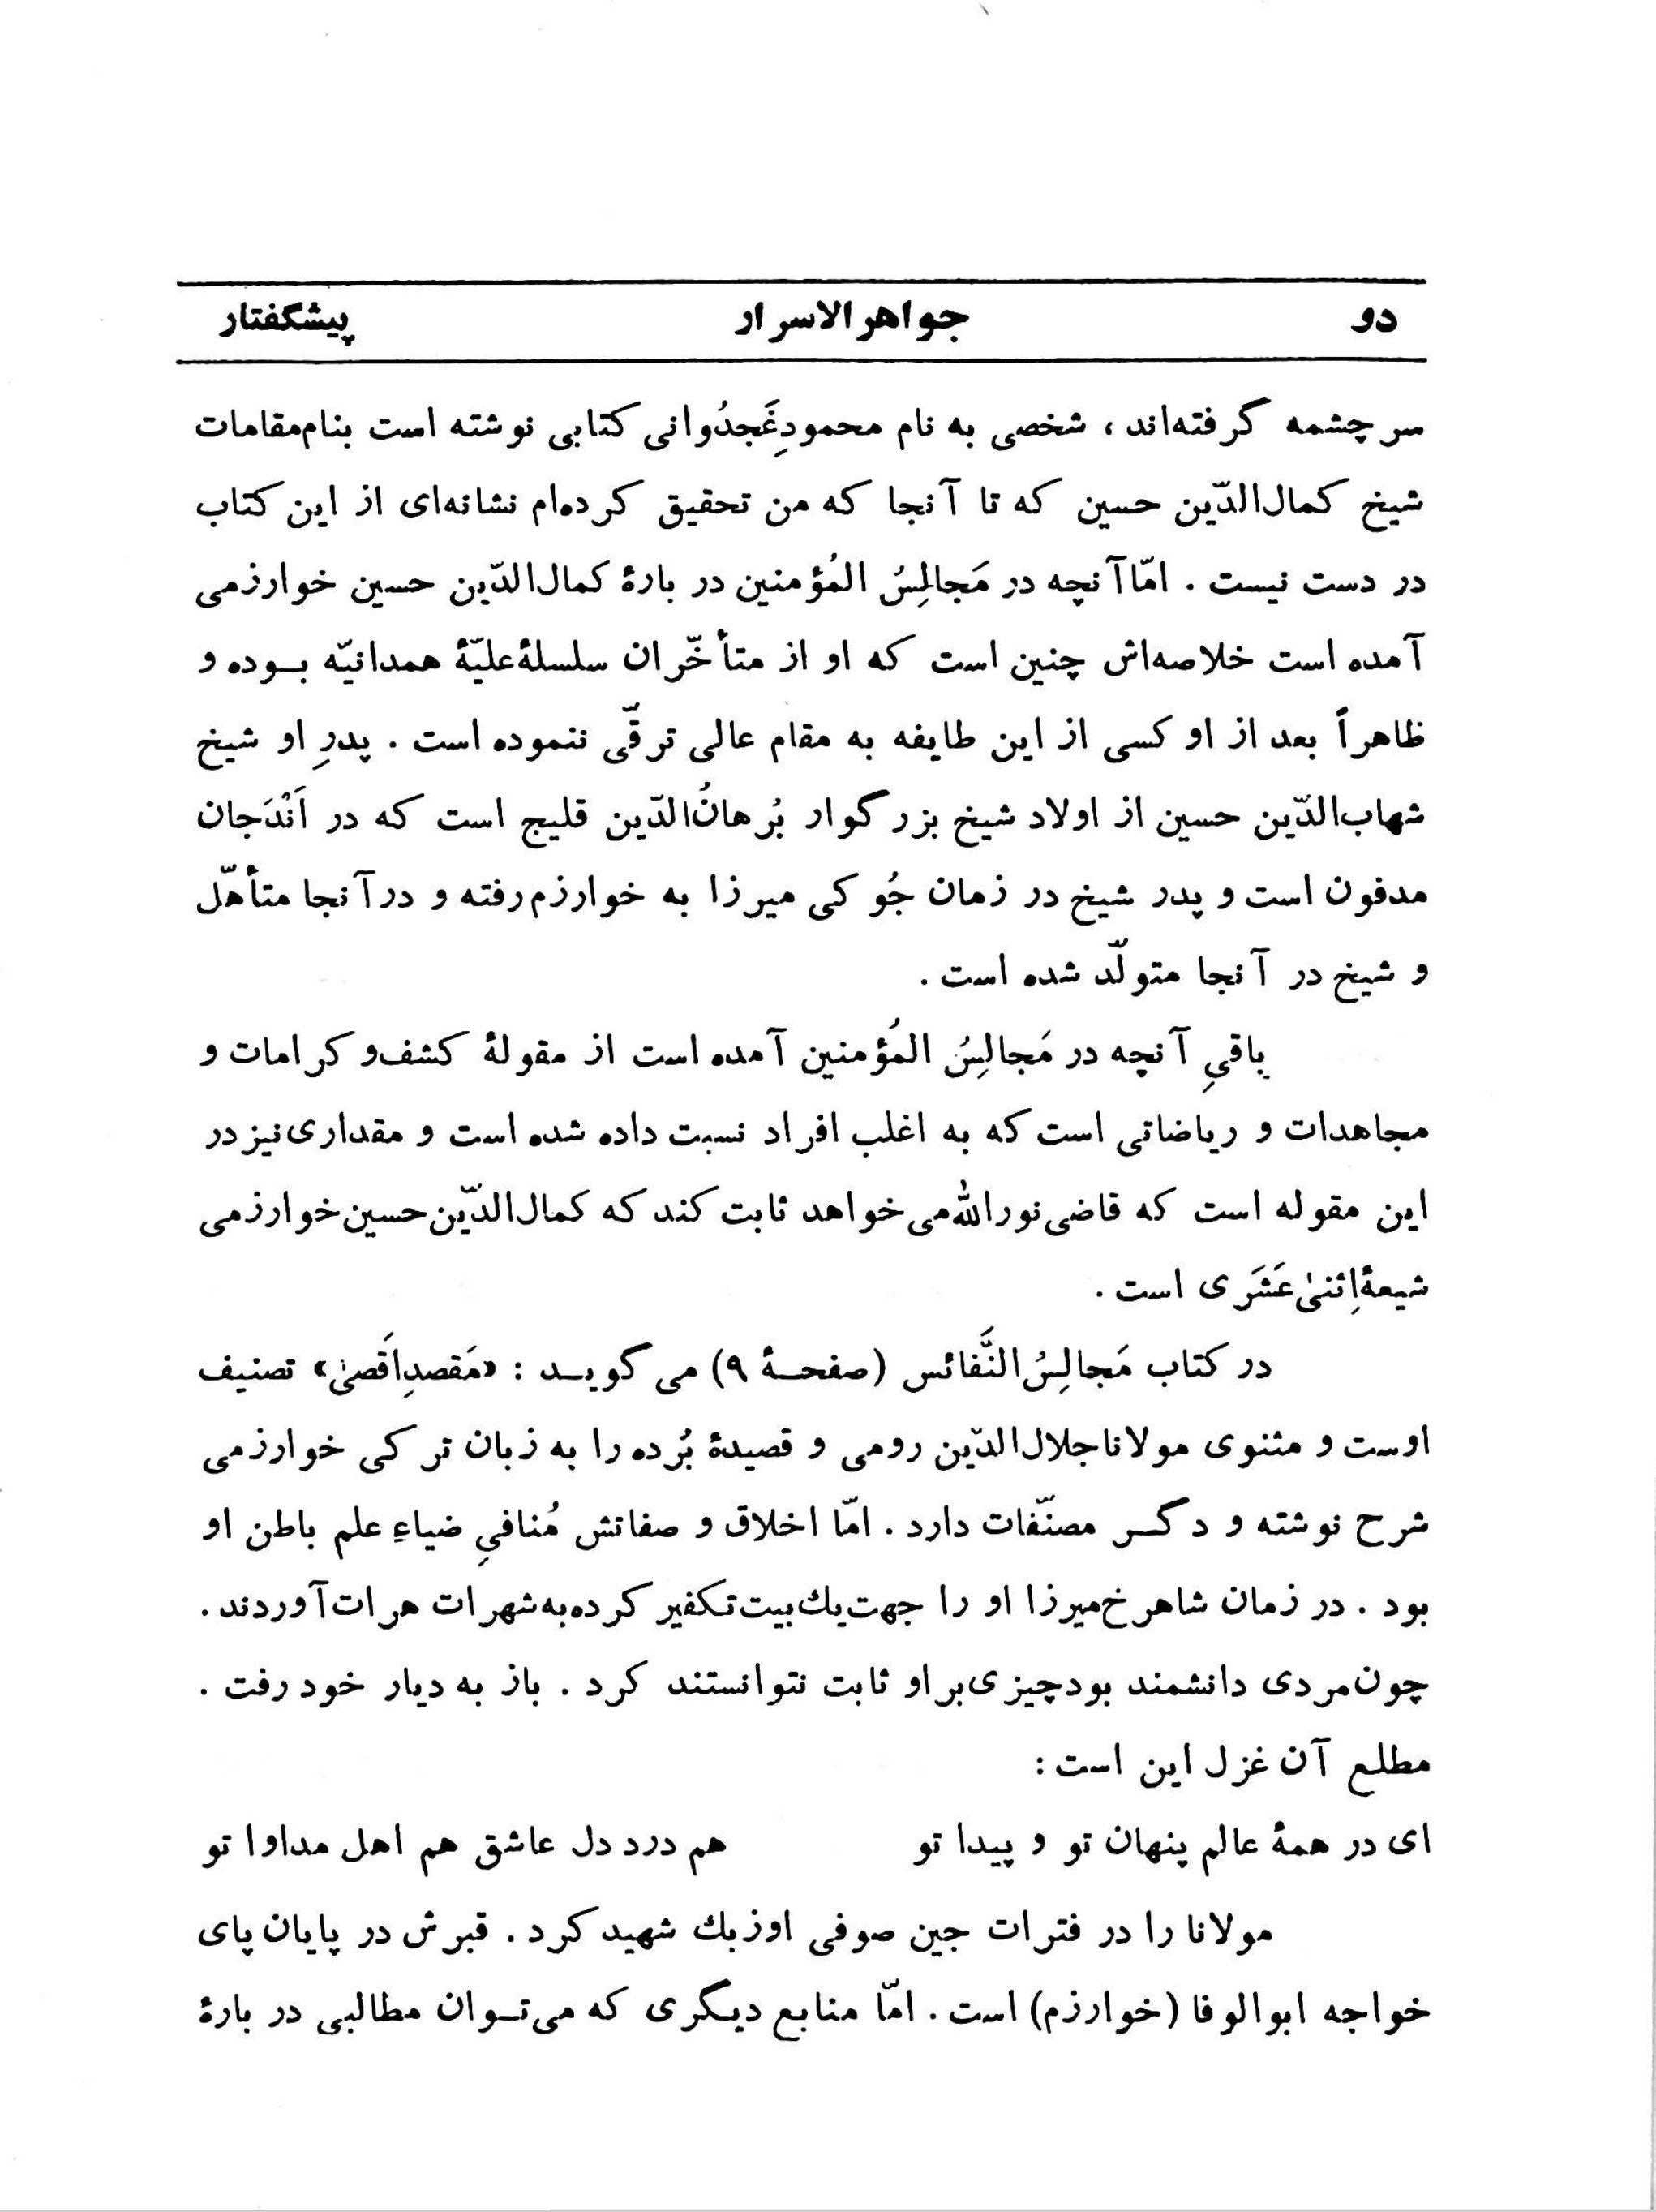 دو جواهرالاسرار پیشگفتار
سرچشمه گرفته‌اند ، شخصی به نام محمودِغَجدُوانی کتابی نوشته است بنام‌مقامات
شیخ کمال‌الدّین حسین که تا آنجا که من تحقیق کرده‌ام نشانه‌ای از این کتاب
در دست نیست . امّا آنچه در مَجالِسُ المُؤمنین در بارهٔ کمال‌الدّین حسین خوارزمی
آمده است خلاصه‌اش چنین است که او از متأخّران سلسلهٔ علیّهٔ همدانیّه بوده و
ظاهراً بعد از او کسی از این طایفه به مقام عالی ترقّی ننموده است . پدرِ او شیخ
شهاب‌الدّین حسین از اولاد شیخ بزرگوار بُرهانُ‌الدّین قلیج است که در اَنْدَجان
مدفون است و پدر شیخ در زمان جُوکی میرزا به خوارزم رفته و در آنجا متأهّل
و شیخ در آنجا متولّد شده است .
باقیِ آنچه در مَجالِسُ المُؤمنین آمده است از مقولهٔ کشف‌و کرامات و
مجاهدات و ریاضاتی است که به اغلب افراد نسبت داده شده است و مقداری نیز در
این مقوله است که قاضی نورالله می‌خواهد ثابت کند که کمال‌الدّین حسین خوارزمی
شیعهٔ اِثنیٰ عَشَری است .
در کتاب مَجالِسُ النَّفائس (صفحهٔ ۹) می گوید : «مَقصدِاَقصیٰ» تصنیف
اوست و مثنوی مولانا جلال‌الدّین رومی و قصیدهٔ بُرده را به زبان ترکی خوارزمی
شرح نوشته و دگر مصنّفات دارد . امّا اخلاق و صفاتش مُنافیِ ضیاءِ علم باطن او
بود . در زمان شاهرخ‌میرزا او را جهت یك بیت تکفیر کرده به شهرات هرات آوردند .
چون مردی دانشمند بود چیزی بر او ثابت نتوانستند کرد . باز به دیار خود رفت .
مطلع آن غزل این است :
ای در همهٔ عالم پنهان تو و پیدا تو هم درد دل عاشق هم اهل مداوا تو
مولانا را در فترات جین صوفی اوزبك شهید کرد . قبرش در پایان پای
خواجه ابوالوفا (خوارزم) است . امّا منابع دیگری که می‌توان مطالبی در بارهٔ